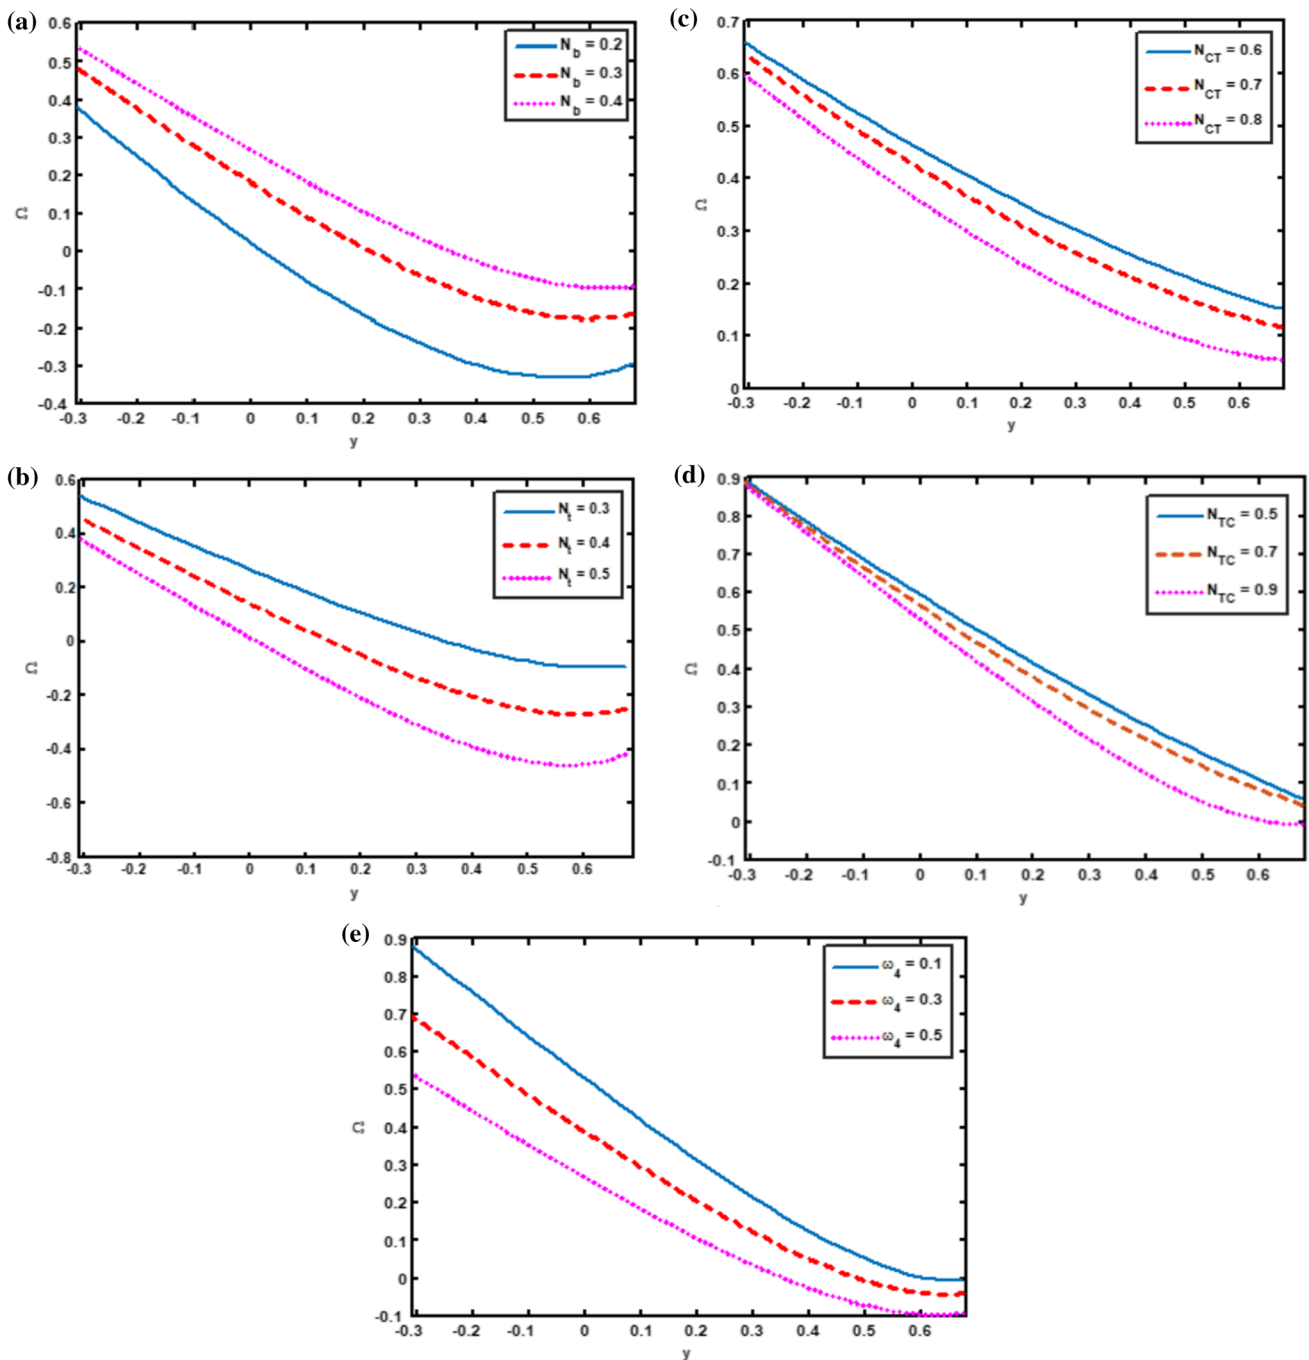 (a)
0.6
0.5
0.4
0.3
0.2
0.1
0
-0.1
-0.2
-0.3
-0.4
Ω
-0.3 -0.2 -0.1 0 0.1 0.2 0.3 0.4 0.5 0.6
y
N_b = 0.2
N_b = 0.3
N_b = 0.4
(c)
0.7
0.6
0.5
0.4
0.3
0.2
0.1
0
Ω
-0.3 -0.2 -0.1 0 0.1 0.2 0.3 0.4 0.5 0.6
y
N_CT = 0.6
N_CT = 0.7
N_CT = 0.8
(b)
0.6
0.4
0.2
0
-0.2
-0.4
-0.6
-0.8
Ω
-0.3 -0.2 -0.1 0 0.1 0.2 0.3 0.4 0.5 0.6
y
N_t = 0.3
N_t = 0.4
N_t = 0.5
(d)
0.9
0.8
0.7
0.6
0.5
0.4
0.3
0.2
0.1
0
-0.1
Ω
-0.3 -0.2 -0.1 0 0.1 0.2 0.3 0.4 0.5 0.6
y
N_TC = 0.5
N_TC = 0.7
N_TC = 0.9
(e)
0.9
0.8
0.7
0.6
0.5
0.4
0.3
0.2
0.1
0
-0.1
Ω
-0.3 -0.2 -0.1 0 0.1 0.2 0.3 0.4 0.5 0.6
y
ω_4 = 0.1
ω_4 = 0.3
ω_4 = 0.5